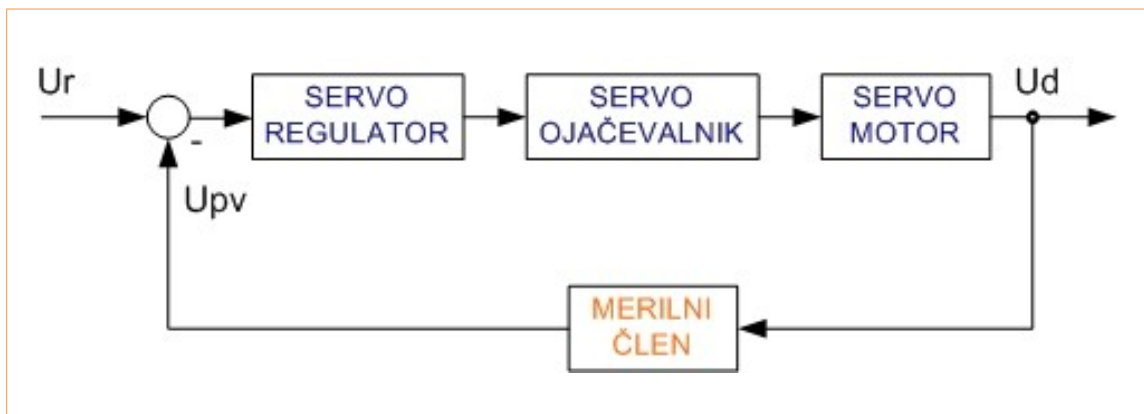 Ur
SERVO
REGULATOR
SERVO
OJAČEVALNIK
SERVO
MOTOR
Ud
-
Upv
MERILNI
ČLEN